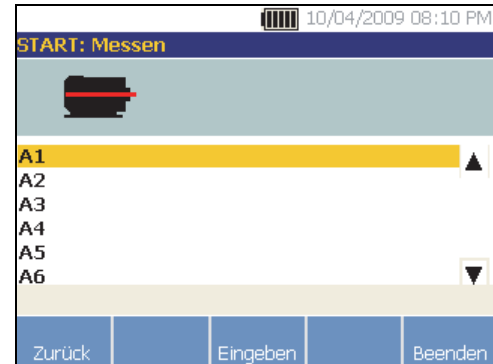 10/04/2009 08:10 PM
START: Messen
A1
A2
A3
A4
A5
A6
Zurück Eingeben Beenden